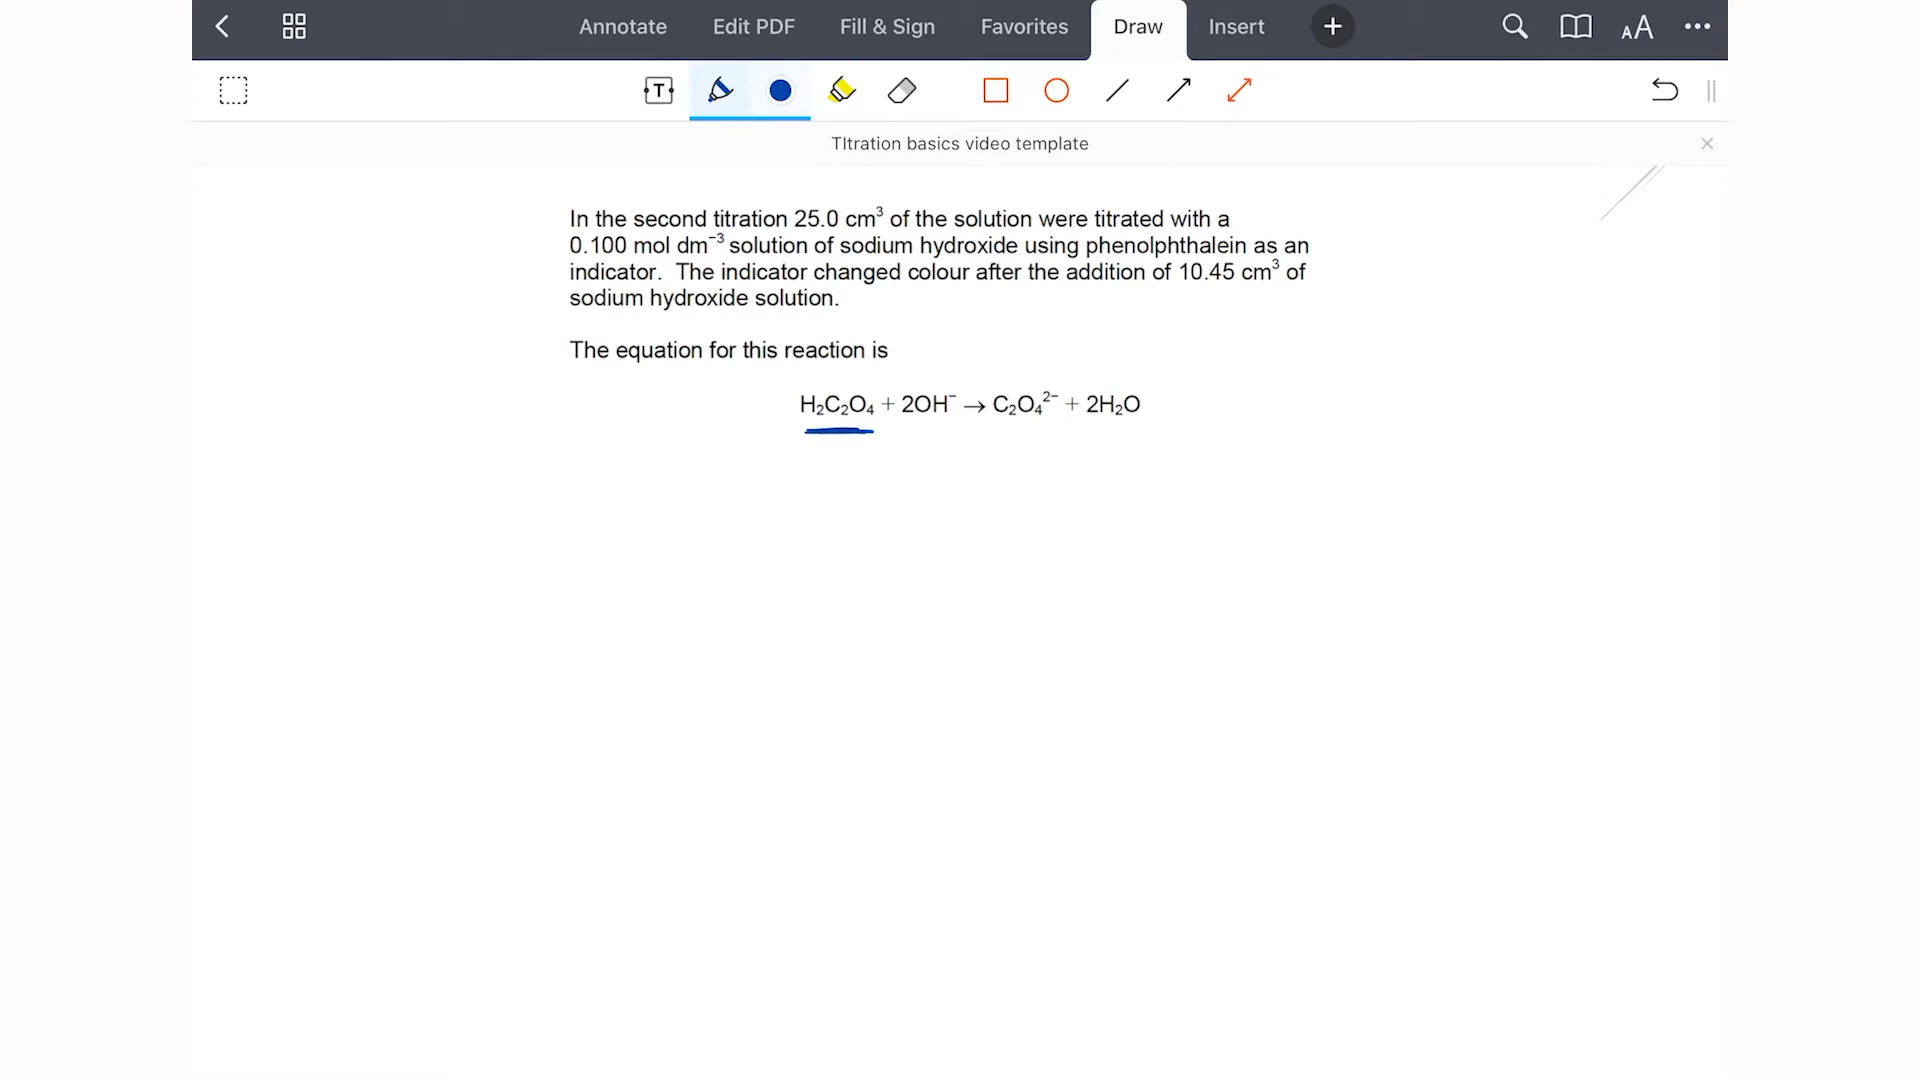 Annotate Edit PDF Fill & Sign Favorites Draw Insert AA
T
TItration basics video template
In the second titration 25.0 cm³ of the solution were titrated with a
0.100 mol dm⁻³ solution of sodium hydroxide using phenolphthalein as an
indicator. The indicator changed colour after the addition of 10.45 cm³ of
sodium hydroxide solution.
The equation for this reaction is
H₂C₂O₄ + 2OH⁻ → C₂O₄²⁻ + 2H₂O